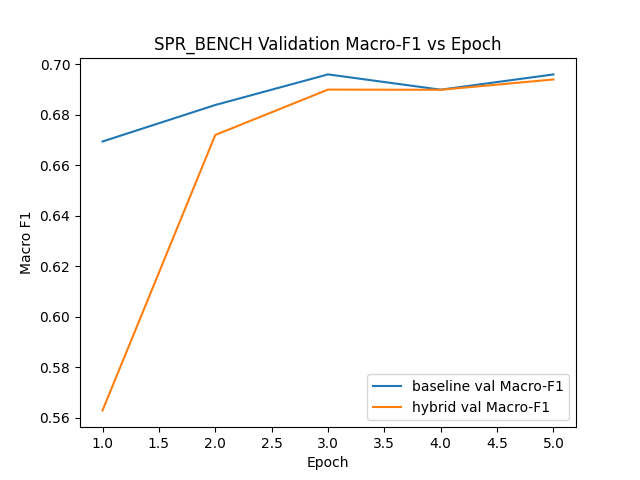 SPR_BENCH Validation Macro-F1 vs Epoch
Macro F1
0.70
0.68
0.66
0.64
0.62
0.60
0.58
0.56
baseline val Macro-F1
hybrid val Macro-F1
1.0 1.5 2.0 2.5 3.0 3.5 4.0 4.5 5.0
Epoch